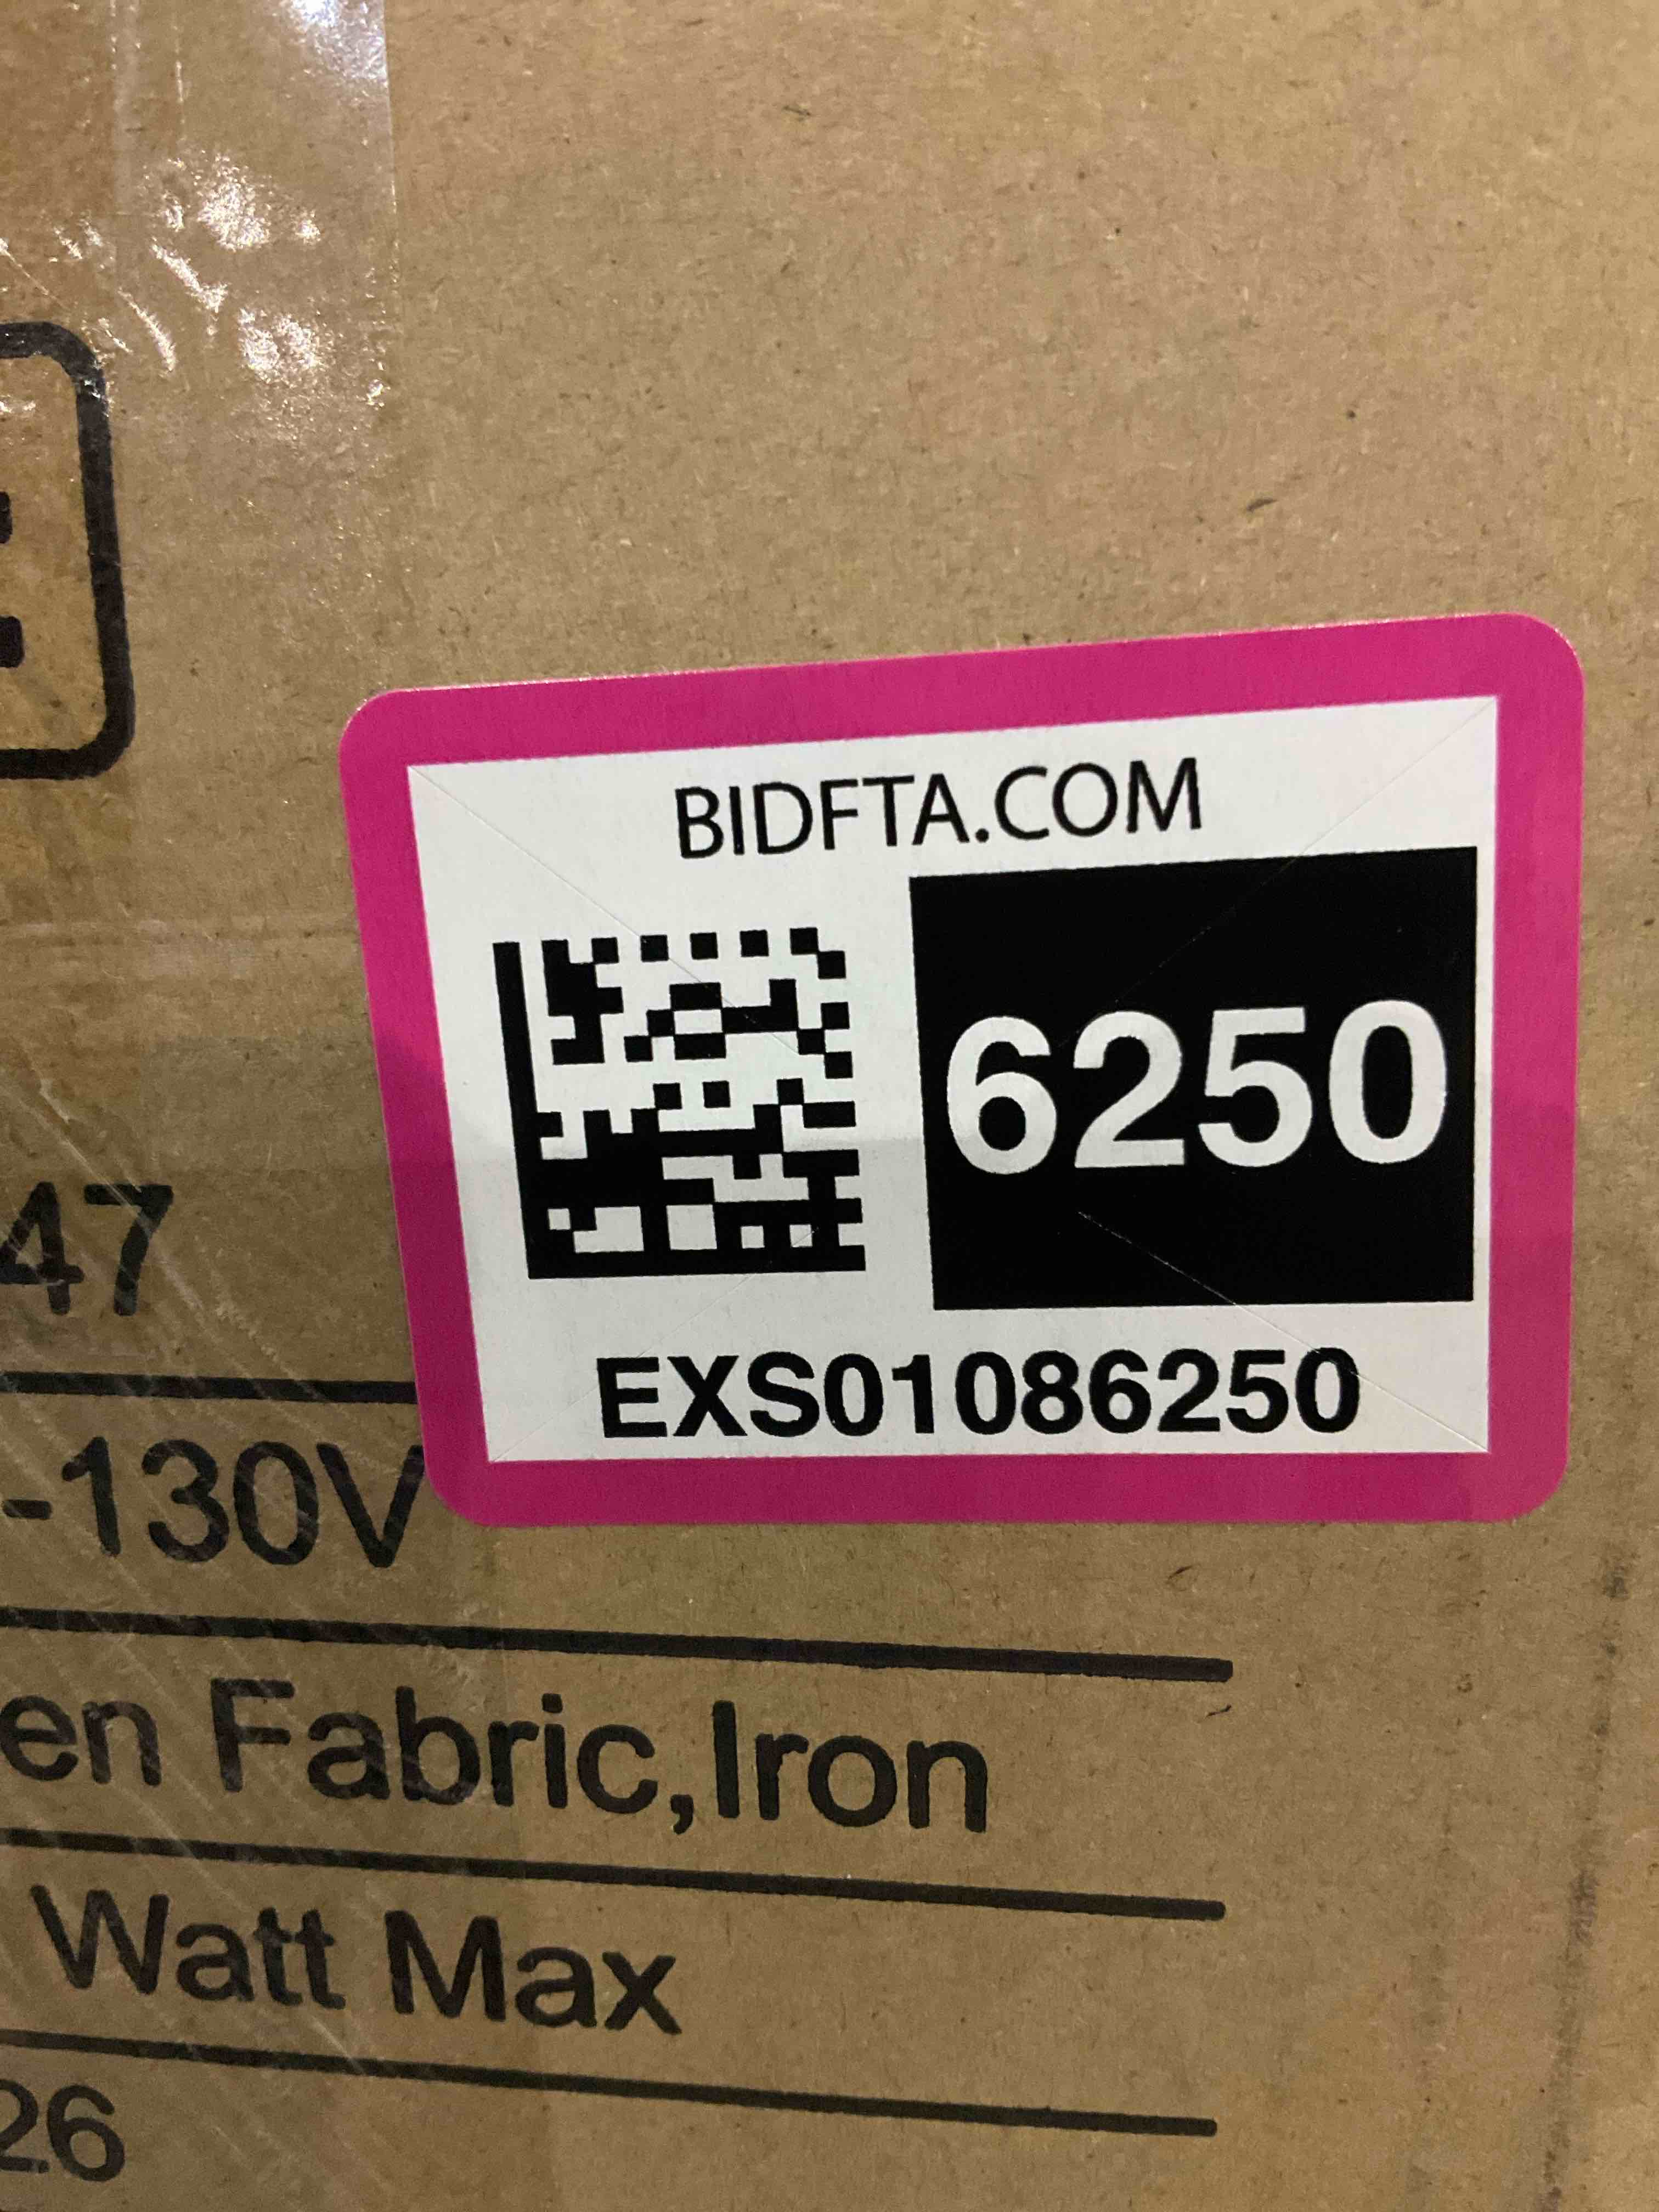 BIDFTA.COM
6250
EXS01086250
47
-130V
en Fabric,Iron
Watt Max
26